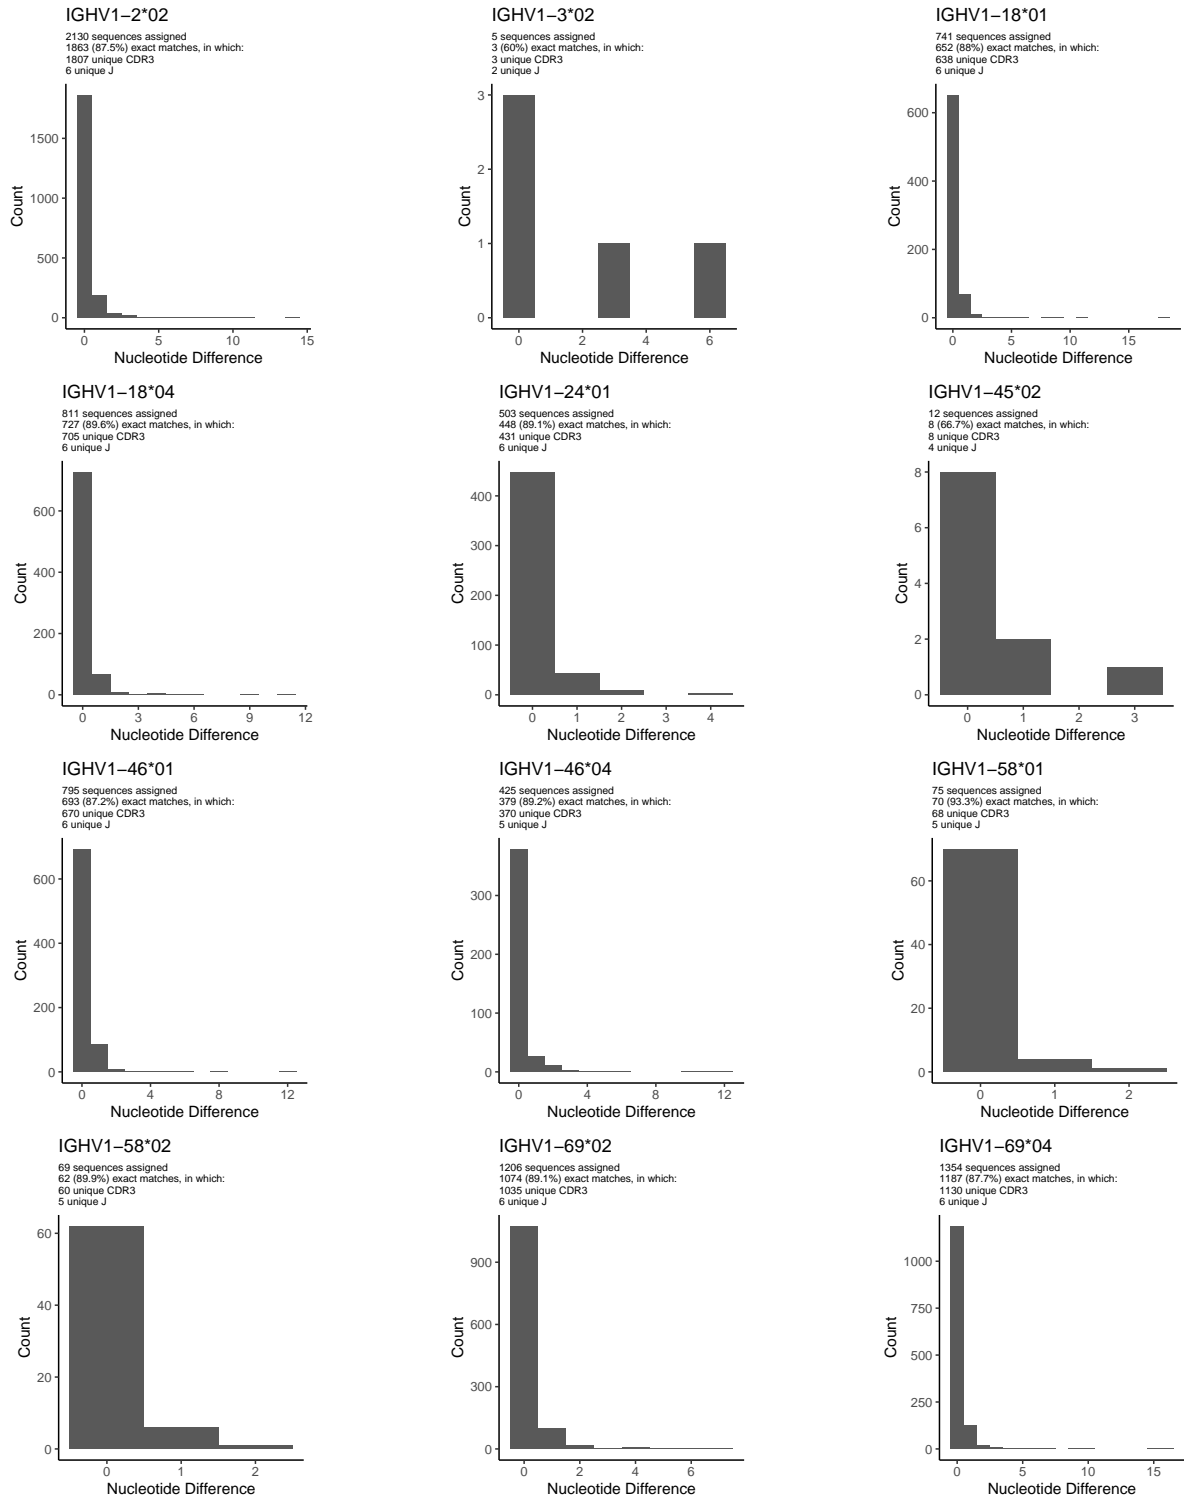 IGHV1−2*02
2130 sequences assigned
1863 (87.5%) exact matches, in which:
1807 unique CDR3
6 unique J
1500
1000
500
0
Count
0 5 10 15
Nucleotide Difference
IGHV1−3*02
5 sequences assigned
3 (60%) exact matches, in which:
3 unique CDR3
2 unique J
3
2
1
0
Count
0 2 4 6
Nucleotide Difference
IGHV1−18*01
741 sequences assigned
652 (88%) exact matches, in which:
638 unique CDR3
6 unique J
600
400
200
0
Count
0 5 10 15
Nucleotide Difference
IGHV1−18*04
811 sequences assigned
727 (89.6%) exact matches, in which:
705 unique CDR3
6 unique J
600
400
200
0
Count
0 3 6 9 12
Nucleotide Difference
IGHV1−24*01
503 sequences assigned
448 (89.1%) exact matches, in which:
431 unique CDR3
6 unique J
400
300
200
100
0
Count
0 1 2 3 4
Nucleotide Difference
IGHV1−45*02
12 sequences assigned
8 (66.7%) exact matches, in which:
8 unique CDR3
4 unique J
8
6
4
2
0
Count
0 1 2 3
Nucleotide Difference
IGHV1−46*01
795 sequences assigned
693 (87.2%) exact matches, in which:
670 unique CDR3
6 unique J
600
400
200
0
Count
0 4 8 12
Nucleotide Difference
IGHV1−46*04
425 sequences assigned
379 (89.2%) exact matches, in which:
370 unique CDR3
5 unique J
300
200
100
0
Count
0 4 8 12
Nucleotide Difference
IGHV1−58*01
75 sequences assigned
70 (93.3%) exact matches, in which:
68 unique CDR3
5 unique J
60
40
20
0
Count
0 1 2
Nucleotide Difference
IGHV1−58*02
69 sequences assigned
62 (89.9%) exact matches, in which:
60 unique CDR3
5 unique J
60
40
20
0
Count
0 1 2
Nucleotide Difference
IGHV1−69*02
1206 sequences assigned
1074 (89.1%) exact matches, in which:
1035 unique CDR3
6 unique J
900
600
300
0
Count
0 2 4 6
Nucleotide Difference
IGHV1−69*04
1354 sequences assigned
1187 (87.7%) exact matches, in which:
1130 unique CDR3
6 unique J
1000
750
500
250
0
Count
0 5 10 15
Nucleotide Difference